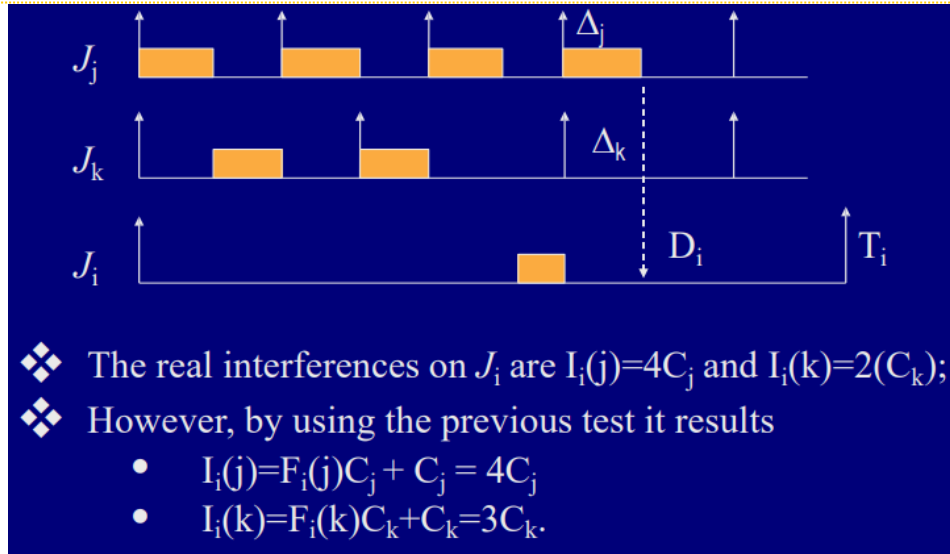 Δj
Jj
Jk
Δk
Ji
Di
Ti
❖ The real interferences on Ji are Ii(j)=4Cj and Ii(k)=2(Ck);
❖ However, by using the previous test it results
• Ii(j)=Fi(j)Cj + Cj = 4Cj
• Ii(k)=Fi(k)Ck+Ck=3Ck.